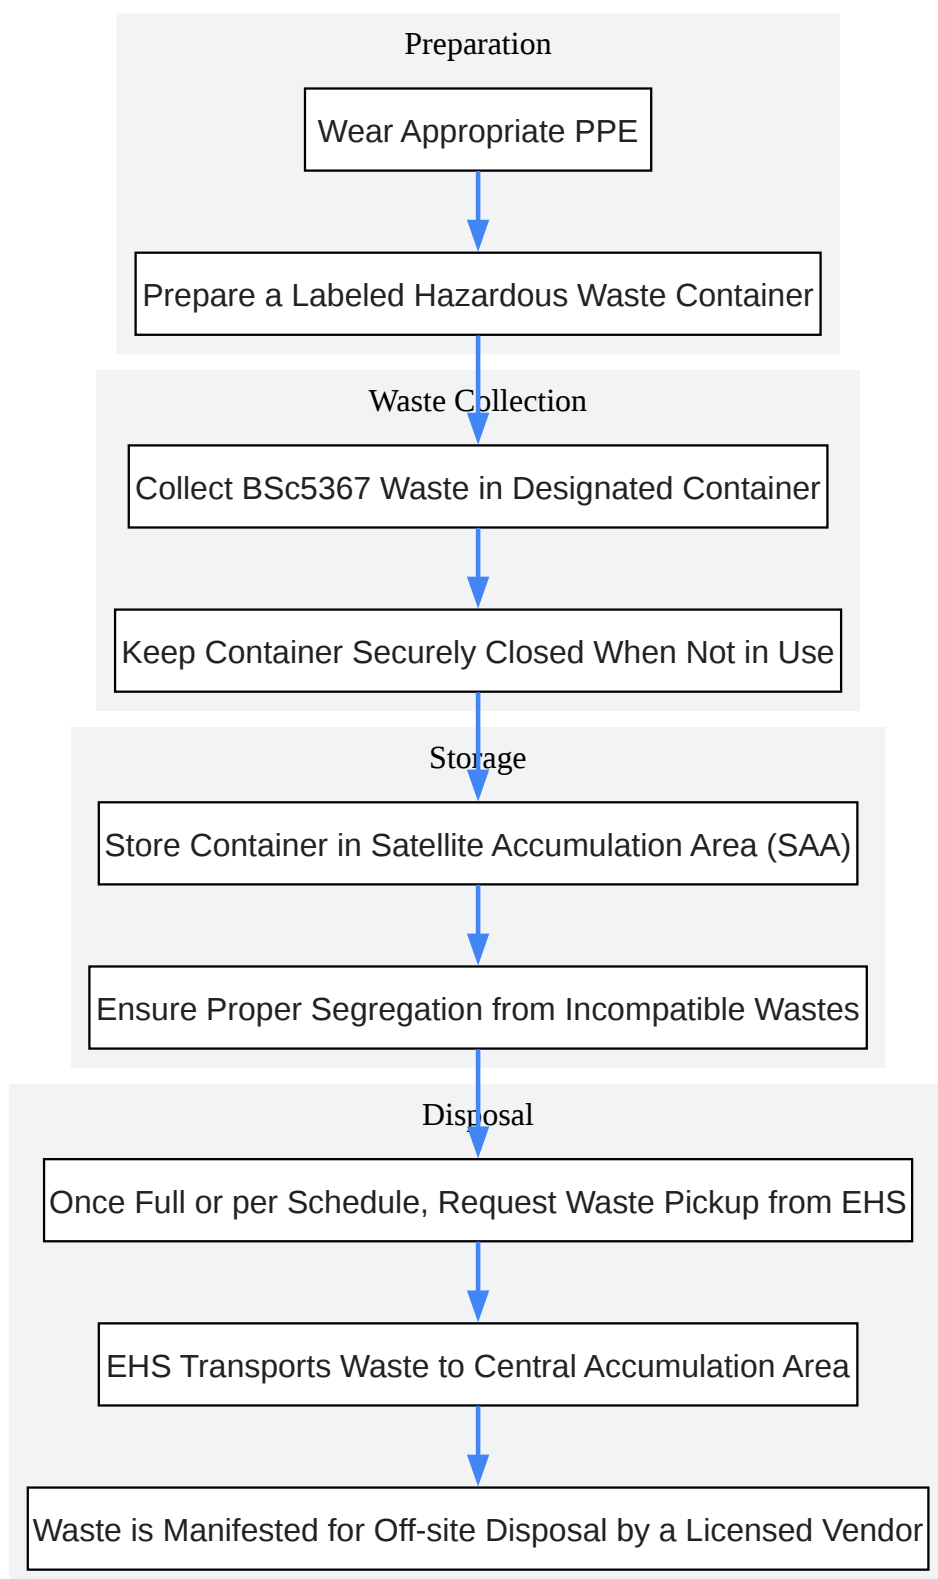 Preparation
Wear Appropriate PPE
Prepare a Labeled Hazardous Waste Container
Waste Collection
Collect BSc5367 Waste in Designated Container
Keep Container Securely Closed When Not in Use
Storage
Store Container in Satellite Accumulation Area (SAA)
Ensure Proper Segregation from Incompatible Wastes
Disposal
Once Full or per Schedule, Request Waste Pickup from EHS
EHS Transports Waste to Central Accumulation Area
Waste is Manifested for Off-site Disposal by a Licensed Vendor